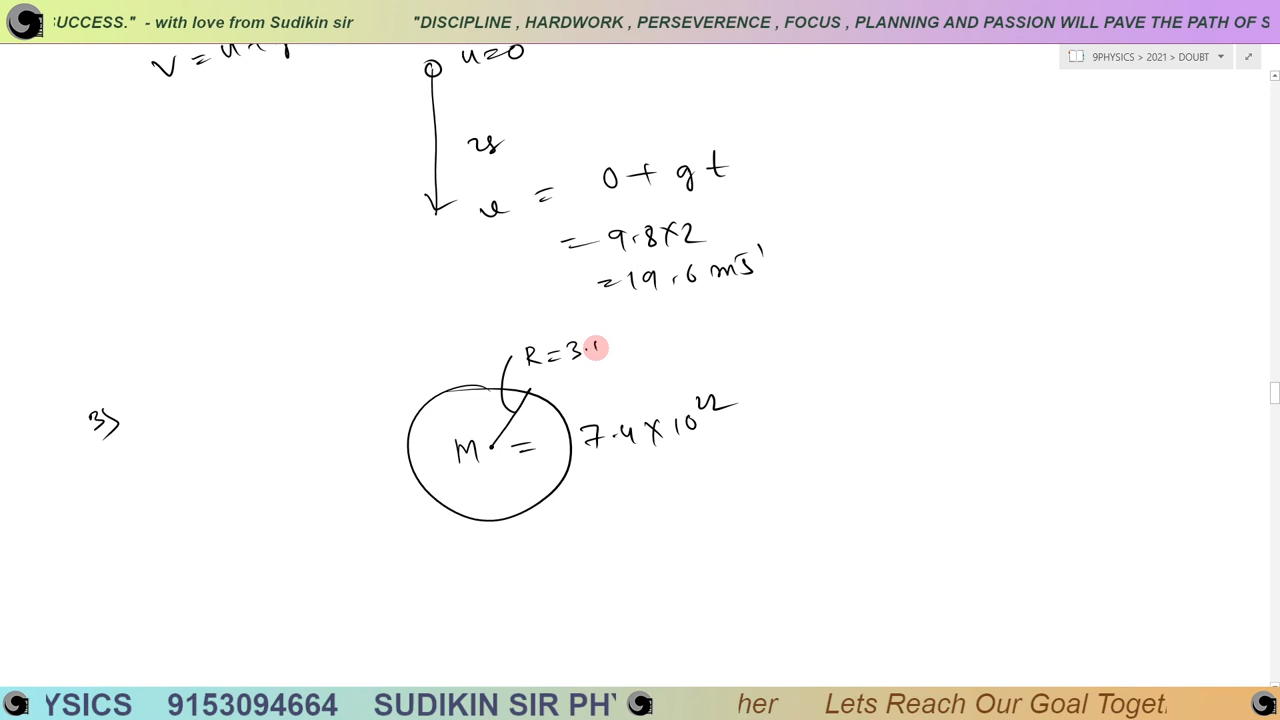 UCCESS." - with love from Sudikin sir "DISCIPLINE , HARDWORK , PERSEVERENCE , FOCUS , PLANNING AND PASSION WILL PAVE THE PATH OF S
9PHYSICS > 2021 > DOUBT
V = u
u=0
2s
v = 0 + gt
= 9.8×2
= 19.6 ms⁻¹
R = 3.
3)
M = 7.4 × 10²²
YSICS 9153094664 SUDIKIN SIR PHY her Lets Reach Our Goal Toget